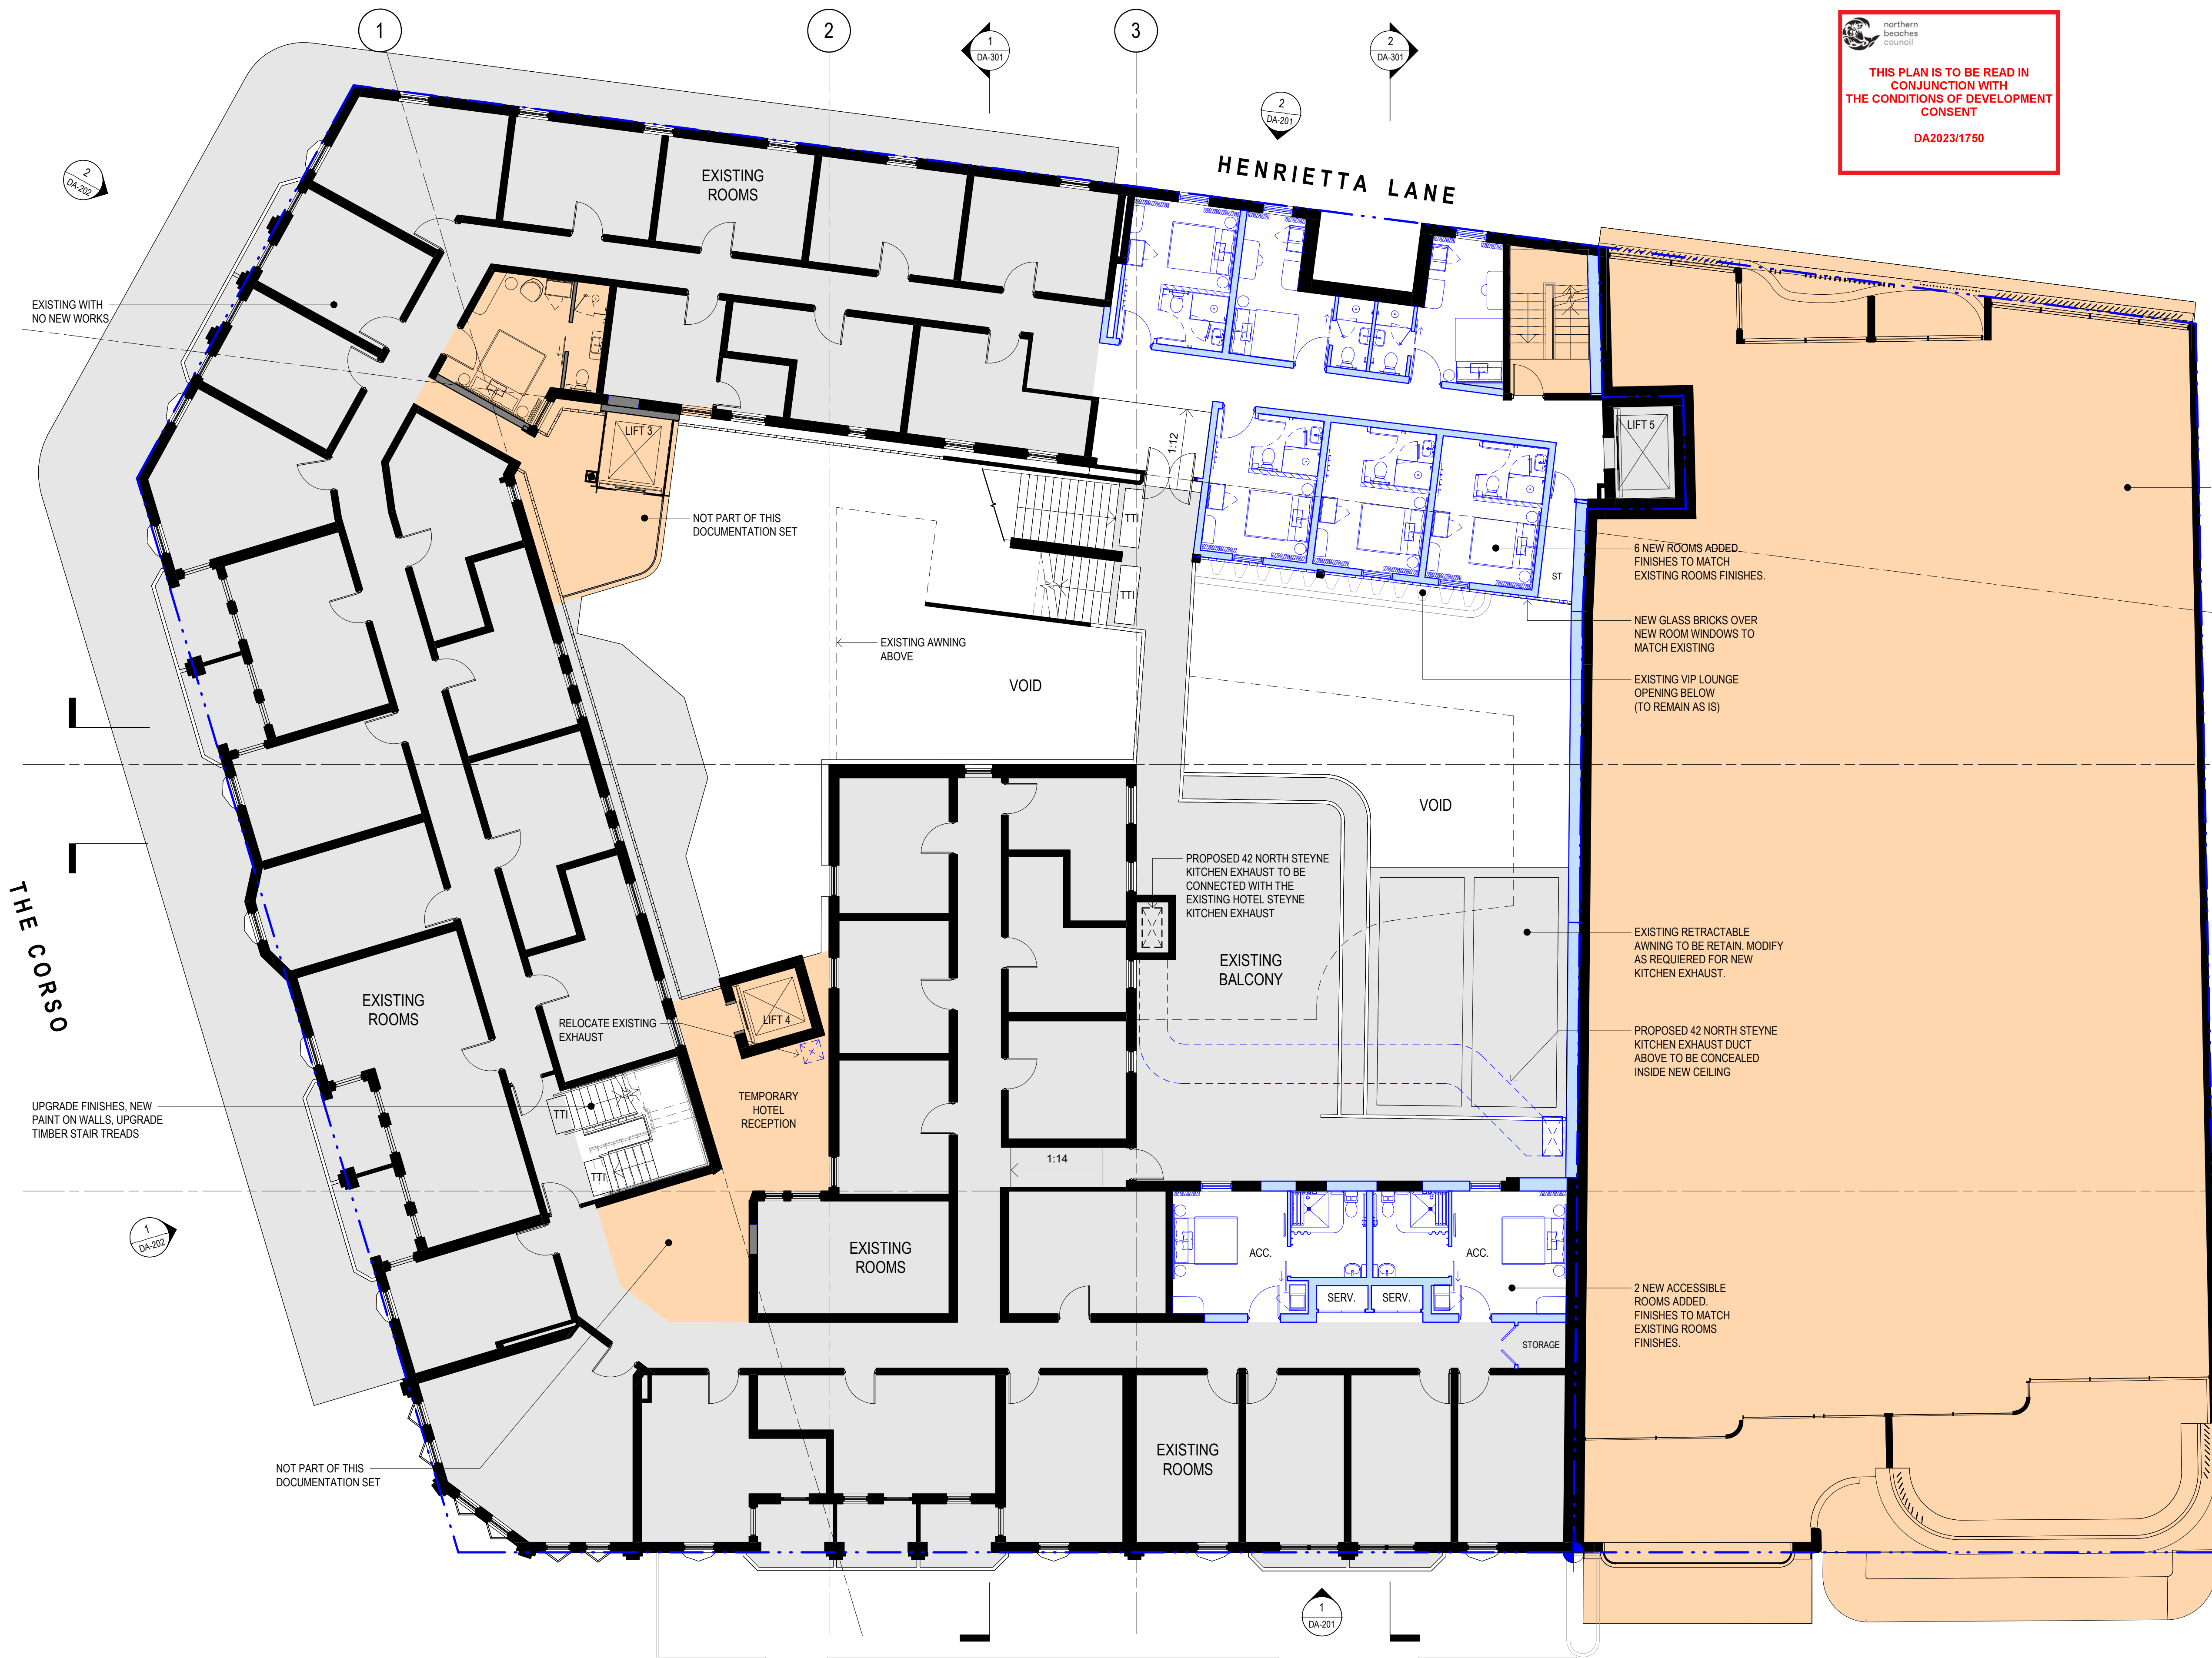 1
2
3
1
DA-301
2
DA-301
2
DA-201
2
DA-202
northern
beaches
council
THIS PLAN IS TO BE READ IN
CONJUNCTION WITH
THE CONDITIONS OF DEVELOPMENT
CONSENT
DA2023/1750
HENRIETTA LANE
EXISTING
ROOMS
EXISTING WITH
NO NEW WORKS
LIFT 3
LIFT 5
1:12
NOT PART OF THIS
DOCUMENTATION SET
TTI
TTI
6 NEW ROOMS ADDED.
FINISHES TO MATCH
EXISTING ROOMS FINISHES.
ST
NEW GLASS BRICKS OVER
NEW ROOM WINDOWS TO
MATCH EXISTING
EXISTING AWNING
ABOVE
VOID
EXISTING VIP LOUNGE
OPENING BELOW
(TO REMAIN AS IS)
VOID
PROPOSED 42 NORTH STEYNE
KITCHEN EXHAUST TO BE
CONNECTED WITH THE
EXISTING HOTEL STEYNE
KITCHEN EXHAUST
THE CORSO
EXISTING
BALCONY
EXISTING RETRACTABLE
AWNING TO BE RETAIN. MODIFY
AS REQUIERED FOR NEW
KITCHEN EXHAUST.
EXISTING
ROOMS
RELOCATE EXISTING
EXHAUST
LIFT 4
PROPOSED 42 NORTH STEYNE
KITCHEN EXHAUST DUCT
ABOVE TO BE CONCEALED
INSIDE NEW CEILING
TEMPORARY
HOTEL
RECEPTION
UPGRADE FINISHES, NEW
PAINT ON WALLS, UPGRADE
TIMBER STAIR TREADS
TTI
TTI
1:14
1
DA-202
EXISTING
ROOMS
ACC.
ACC.
SERV.
SERV.
2 NEW ACCESSIBLE
ROOMS ADDED.
FINISHES TO MATCH
EXISTING ROOMS
FINISHES.
STORAGE
NOT PART OF THIS
DOCUMENTATION SET
EXISTING
ROOMS
1
DA-201